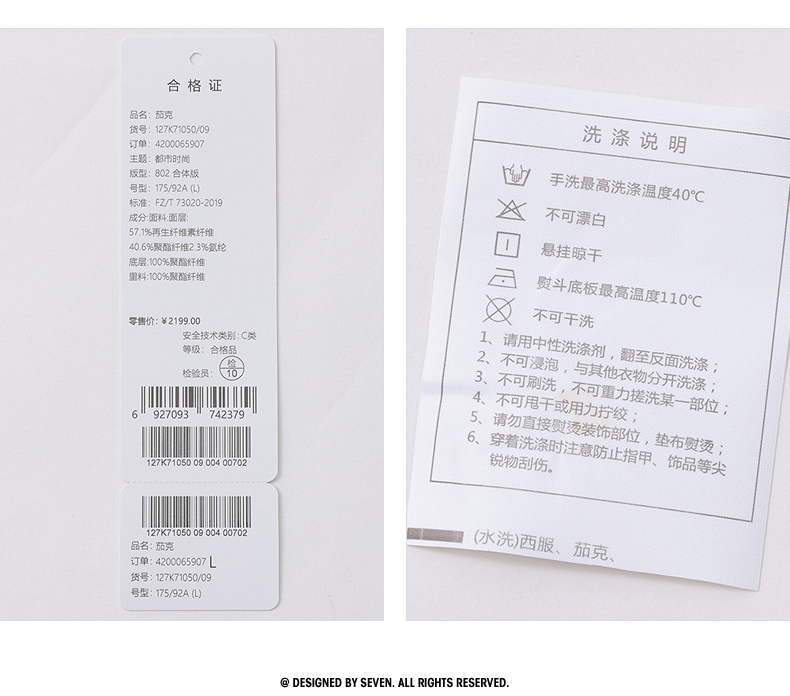 合格证
品名：茄克
货号：127K71050/09
订单：4200065907
主题：都市时尚
版型：802 合体版
号型：175/92A (L)
标准：FZ/T 73020-2019
成分:面料:面层:
57.1%再生纤维素纤维
40.6%聚酯纤维2.3%氨纶
底层:100%聚酯纤维
里料:100%聚酯纤维
零售价：￥2199.00
安全技术类别：C类
等级：合格品
检验员：检10
6 927093 742379
127K71050 09 004 00702
127K71050 09 004 00702
品名：茄克
订单：4200065907 L
货号：127K71050/09
号型：175/92A (L)
洗涤说明
手洗最高洗涤温度40℃
不可漂白
悬挂晾干
熨斗底板最高温度110℃
不可干洗
1、请用中性洗涤剂，翻至反面洗涤；
2、不可浸泡，与其他衣物分开洗涤；
3、不可刷洗，不可重力搓洗某一部位；
4、不可甩干或用力拧绞；
5、请勿直接熨烫装饰部位，垫布熨烫；
6、穿着洗涤时注意防止指甲、饰品等尖
锐物刮伤。
(水洗)西服、茄克、
@ DESIGNED BY SEVEN. ALL RIGHTS RESERVED.